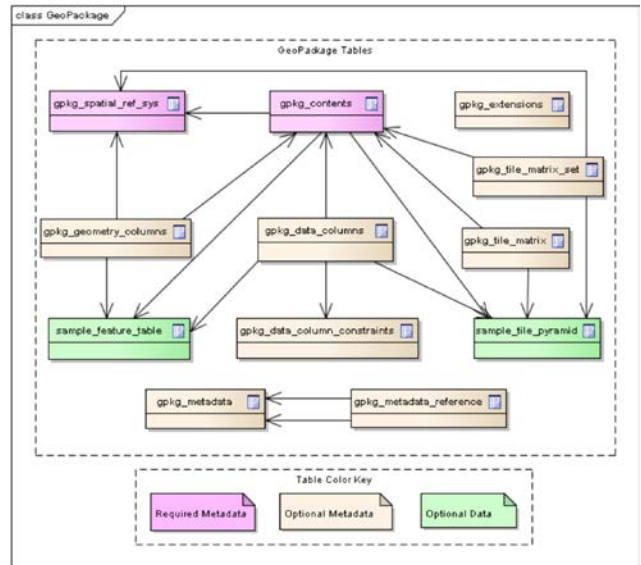 class GeoPackage
GeoPackage Tables
gpkg_spatial_ref_sys
gpkg_contents
gpkg_extensions
gpkg_tile_matrix_set
gpkg_geometry_columns
gpkg_data_columns
gpkg_tile_matrix
sample_feature_table
gpkg_data_column_constraints
sample_tile_pyramid
gpkg_metadata
gpkg_metadata_reference
Table Color Key
Required Metadata
Optional Metadata
Optional Data